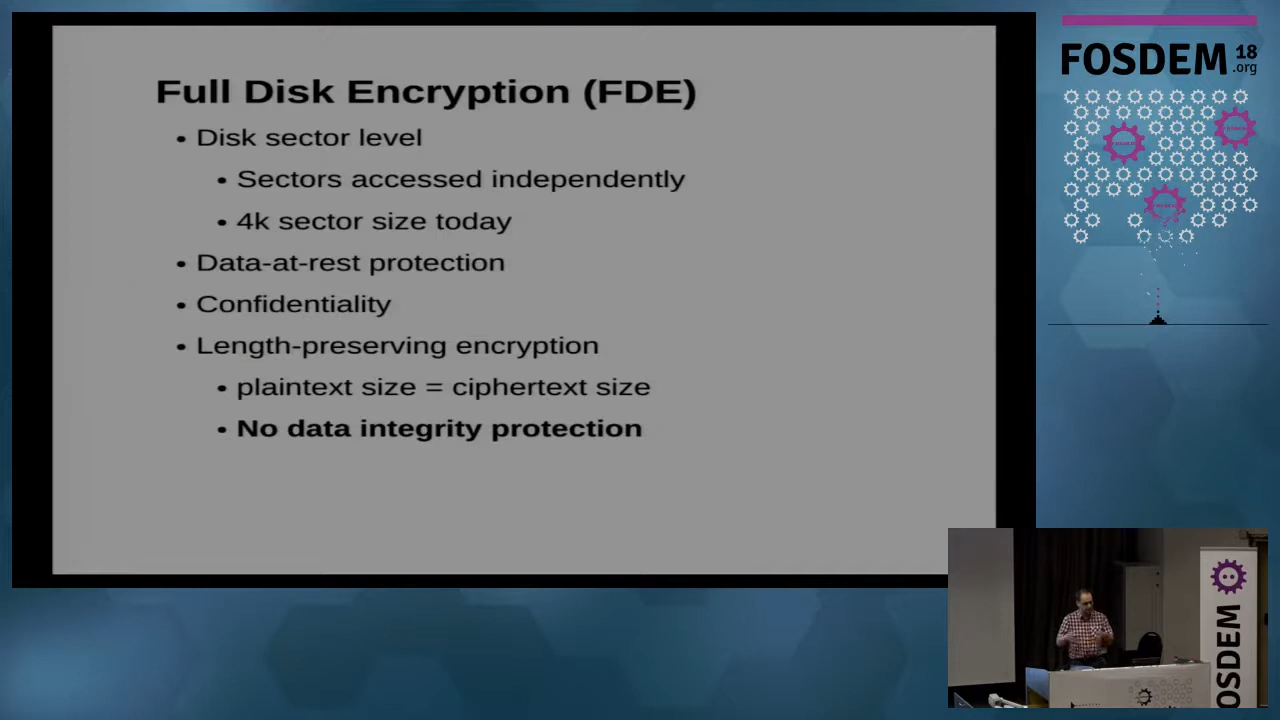 Full Disk Encryption (FDE)
• Disk sector level
• Sectors accessed independently
• 4k sector size today
• Data-at-rest protection
• Confidentiality
• Length-preserving encryption
• plaintext size = ciphertext size
• No data integrity protection
FOSDEM 18
.org
FOSDEM